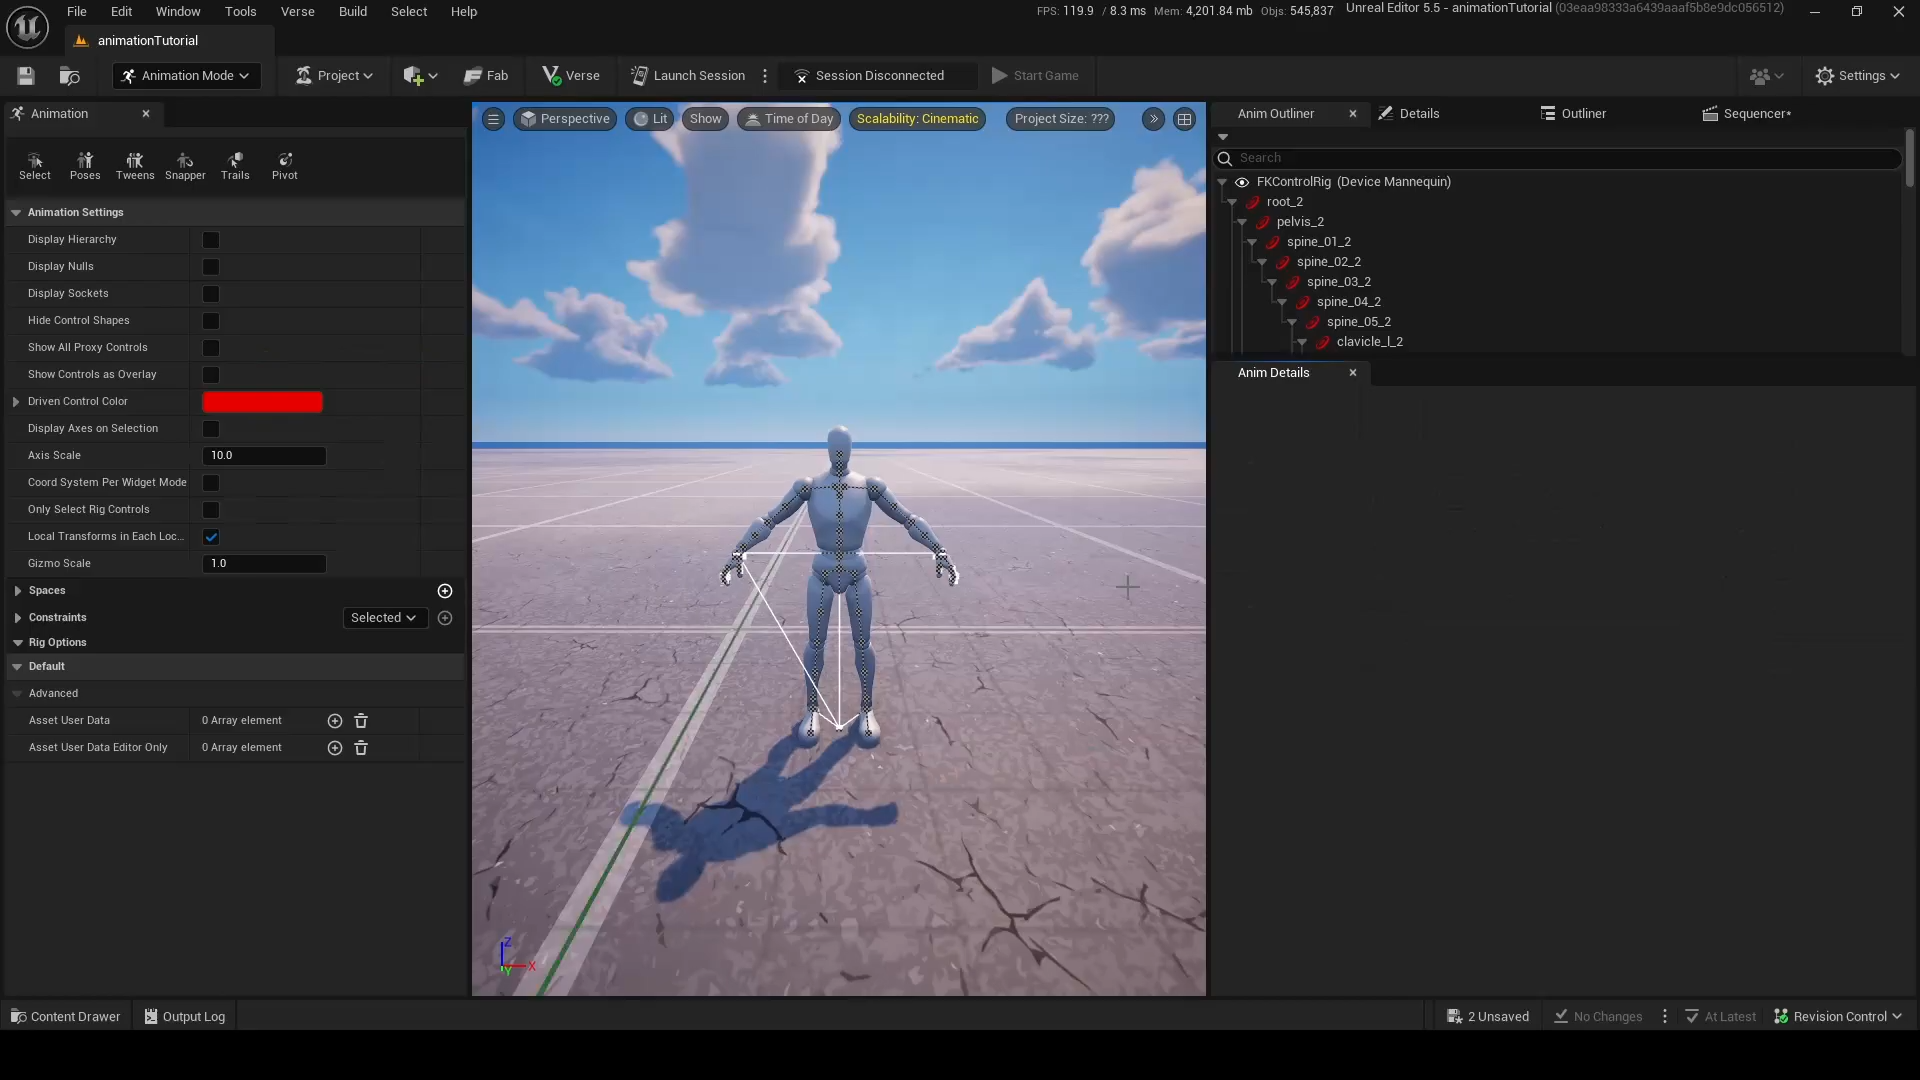 File Edit Window Tools Verse Build Select Help
FPS: 119.9 / 8.3 ms Mem: 4,201.84 mb Objs: 545,837 Unreal Editor 5.5 - animationTutorial (03eaa98333a6439aaaf5b8e9dc056512)
animationTutorial
Animation Mode Project Fab Verse Launch Session Session Disconnected Start Game Settings
Animation
Perspective Lit Show Time of Day Scalability: Cinematic Project Size: ???
Anim Outliner Details Outliner Sequencer*
Search
Select Poses Tweens Snapper Trails Pivot
FKControlRig (Device Mannequin)
root_2
pelvis_2
spine_01_2
spine_02_2
spine_03_2
spine_04_2
spine_05_2
clavicle_l_2
Animation Settings
Display Hierarchy
Display Nulls
Display Sockets
Hide Control Shapes
Show All Proxy Controls
Show Controls as Overlay
Driven Control Color
Display Axes on Selection
Axis Scale 10.0
Coord System Per Widget Mode
Only Select Rig Controls
Local Transforms in Each Loc...
Gizmo Scale 1.0
Spaces
Constraints Selected
Rig Options
Default
Advanced
Asset User Data 0 Array element
Asset User Data Editor Only 0 Array element
Anim Details
Z
X
Y
Content Drawer Output Log 2 Unsaved No Changes At Latest Revision Control